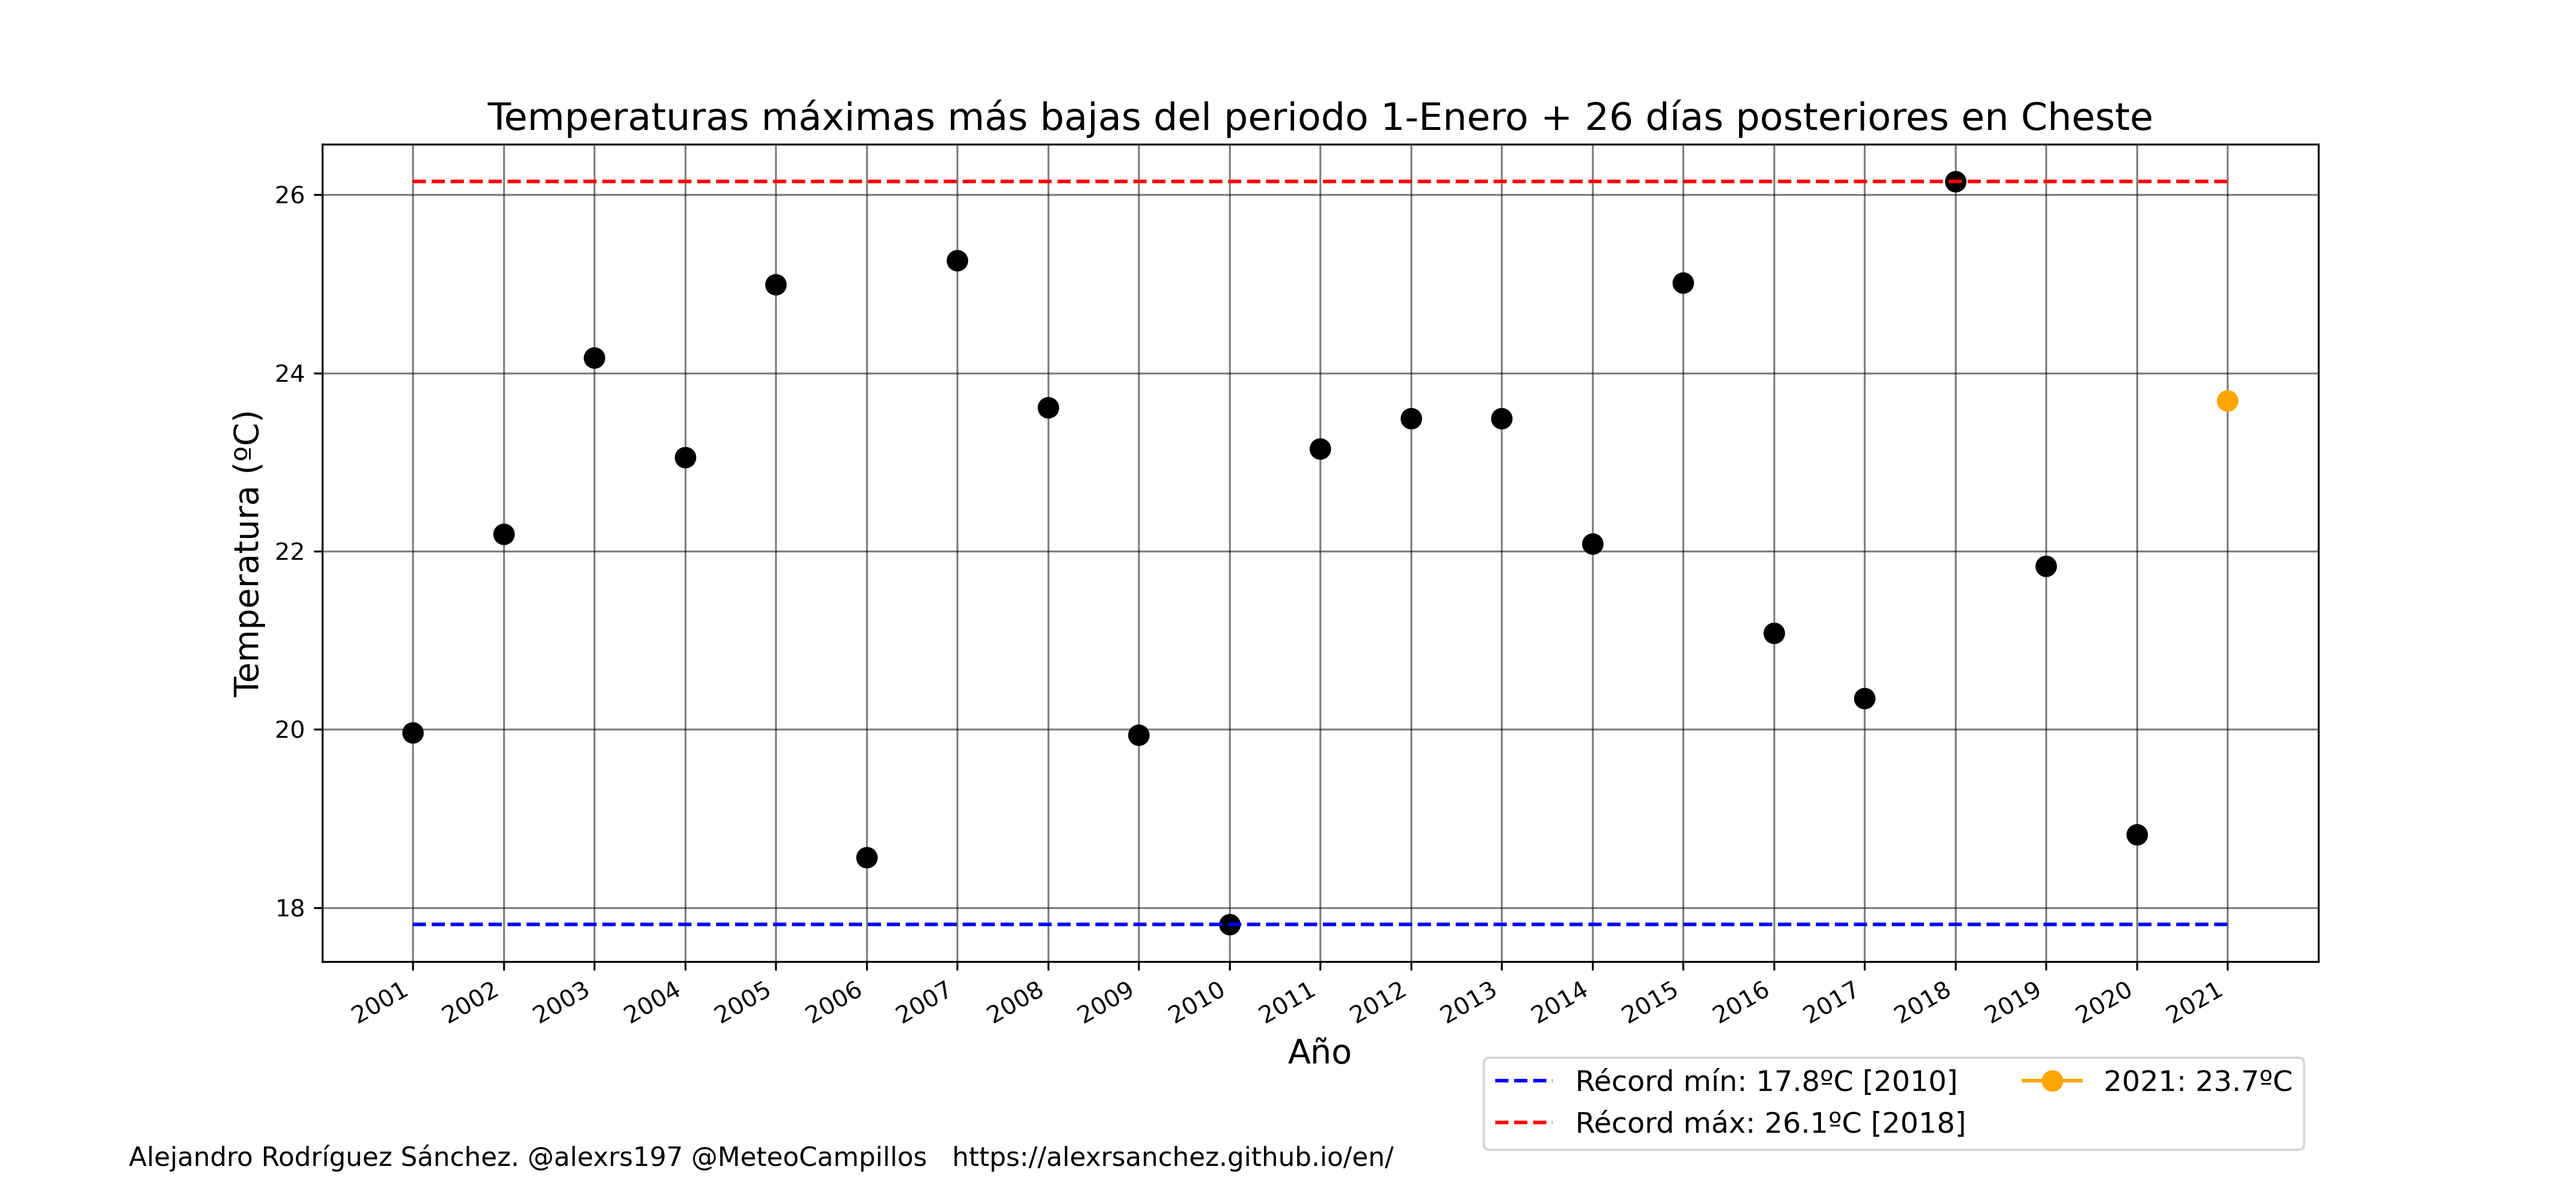 Temperaturas máximas más bajas del periodo 1-Enero + 26 días posteriores en Cheste
Temperatura (ºC)
26
24
22
20
18
2001 2002 2003 2004 2005 2006 2007 2008 2009 2010 2011 2012 2013 2014 2015 2016 2017 2018 2019 2020 2021
Año
Récord mín: 17.8ºC [2010]
Récord máx: 26.1ºC [2018]
2021: 23.7ºC
Alejandro Rodríguez Sánchez. @alexrs197 @MeteoCampillos https://alexrsanchez.github.io/en/